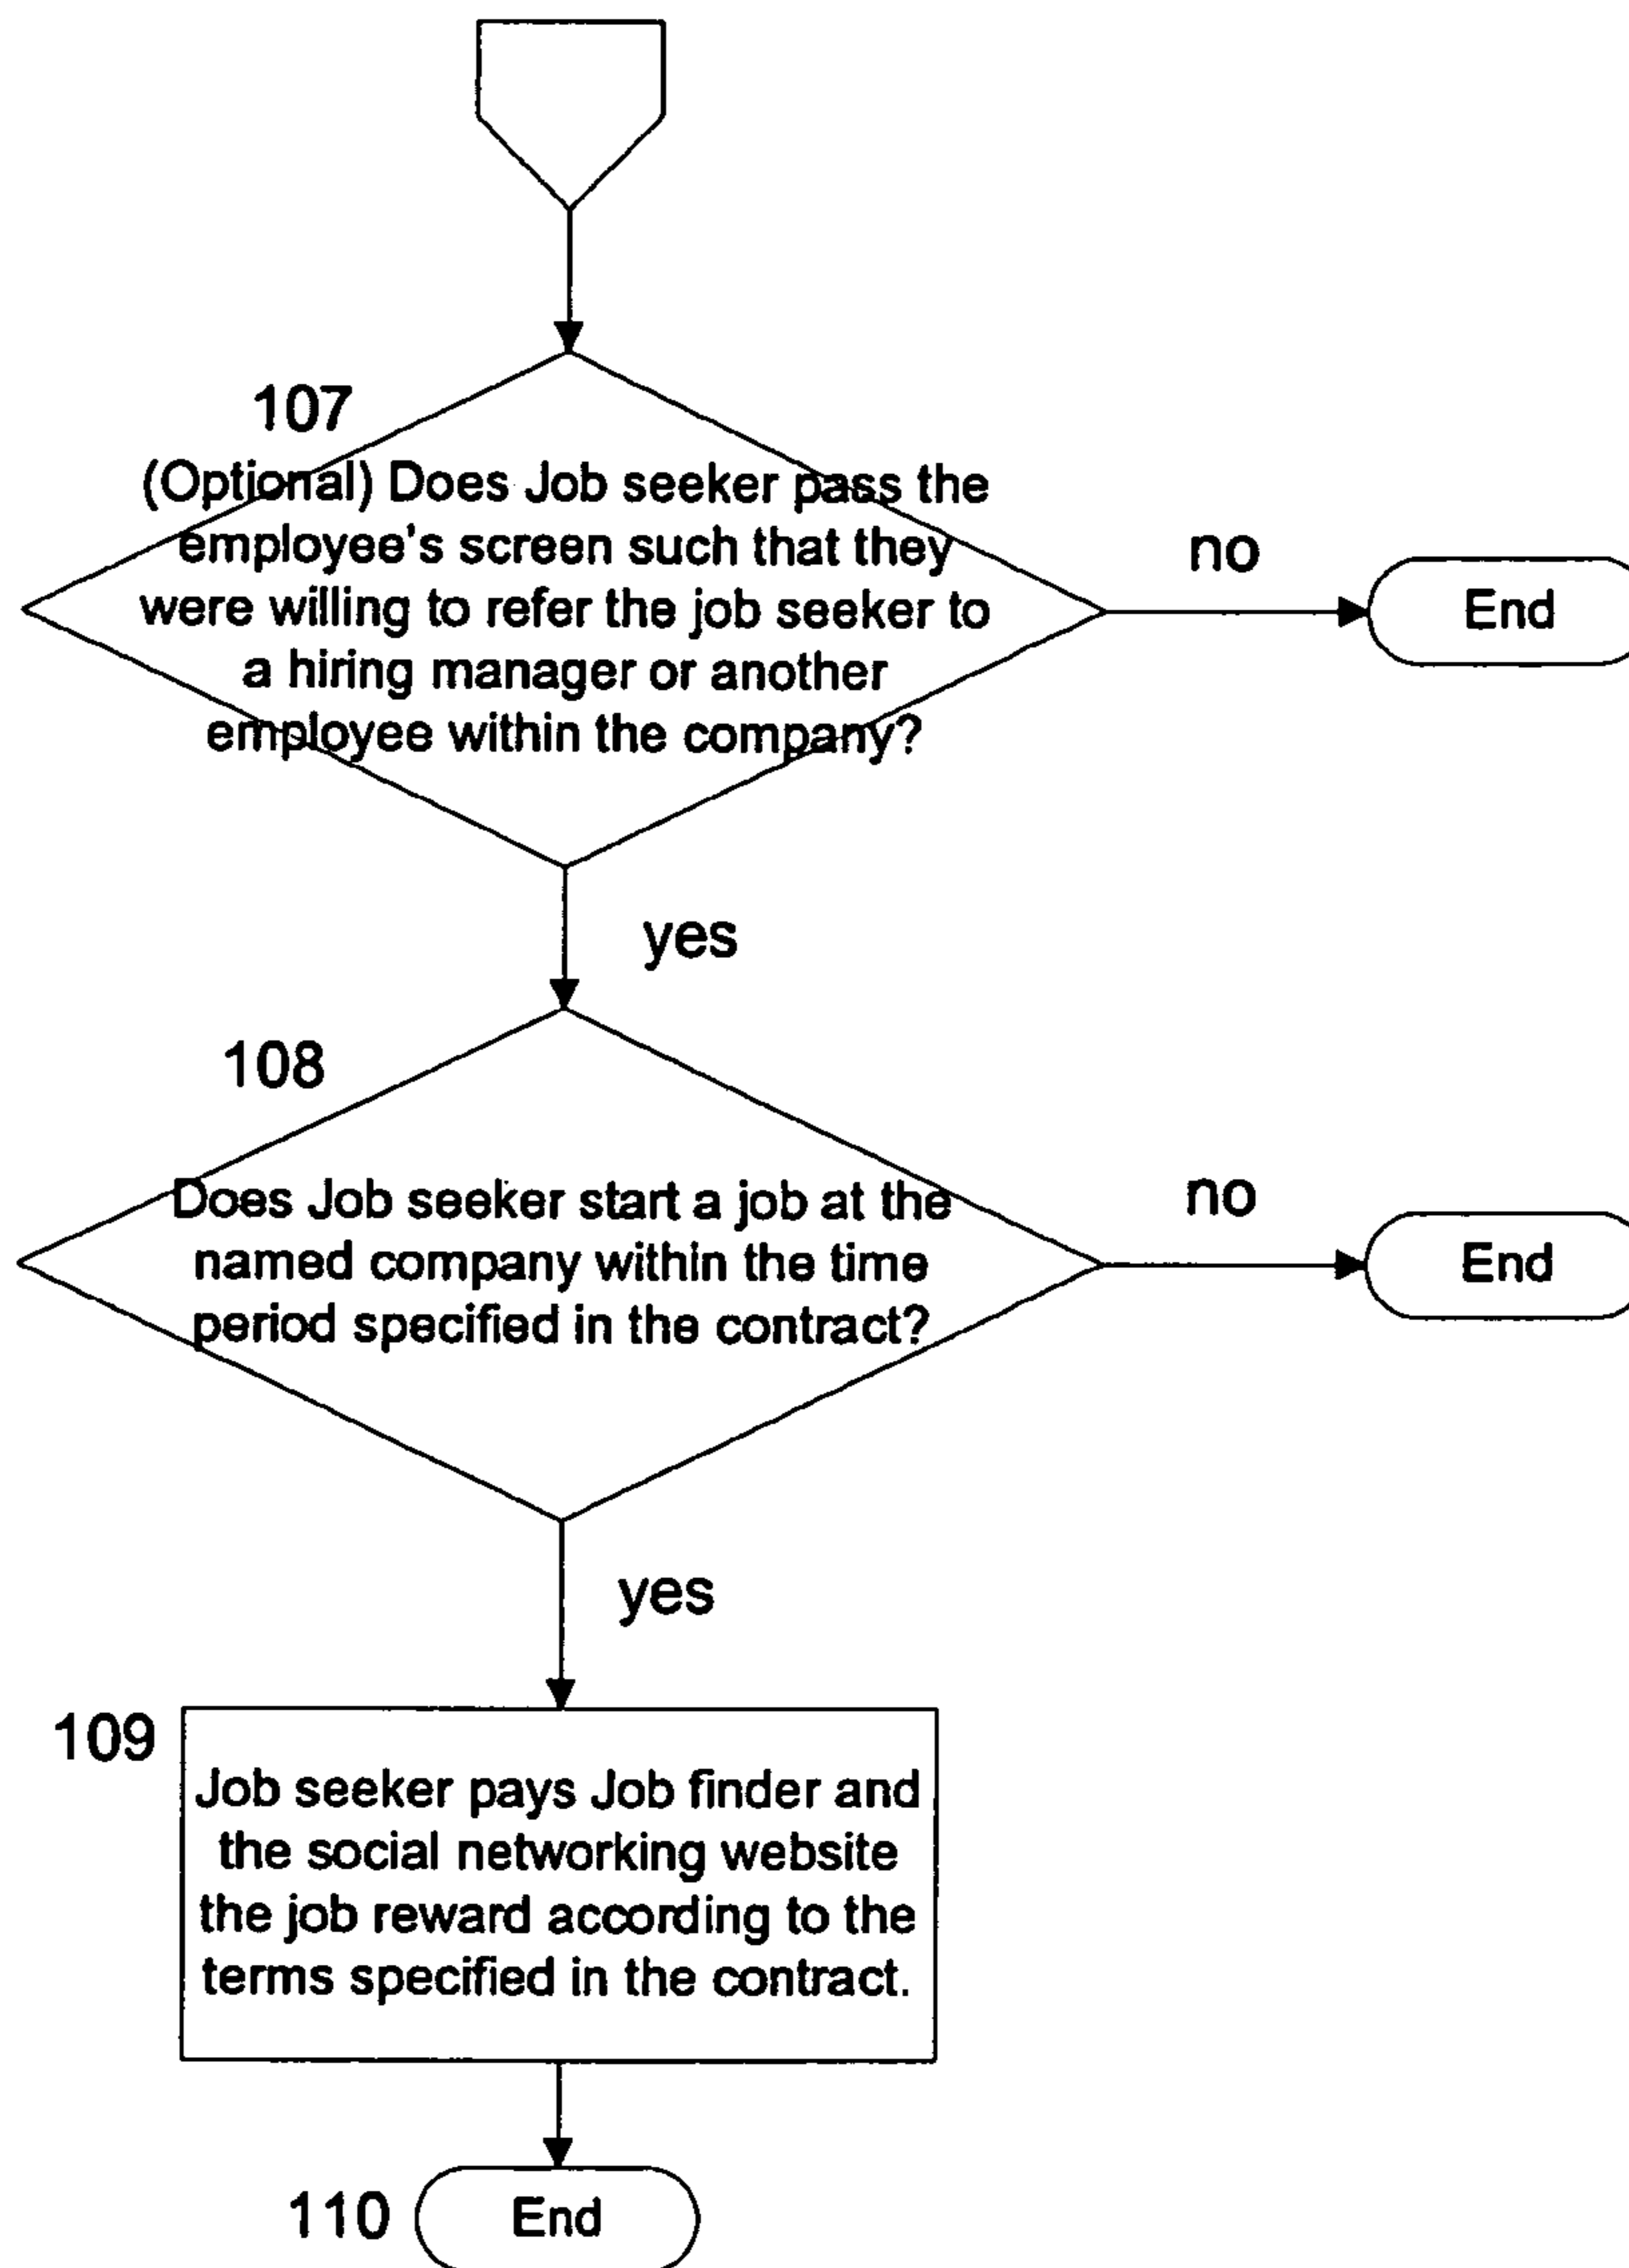 107
(Optional) Does Job seeker pass the
employee's screen such that they
were willing to refer the job seeker to
a hiring manager or another
employee within the company?
no
End
yes
108
Does Job seeker start a job at the
named company within the time
period specified in the contract?
no
End
yes
109
Job seeker pays Job finder and
the social networking website
the job reward according to the
terms specified in the contract.
110
End